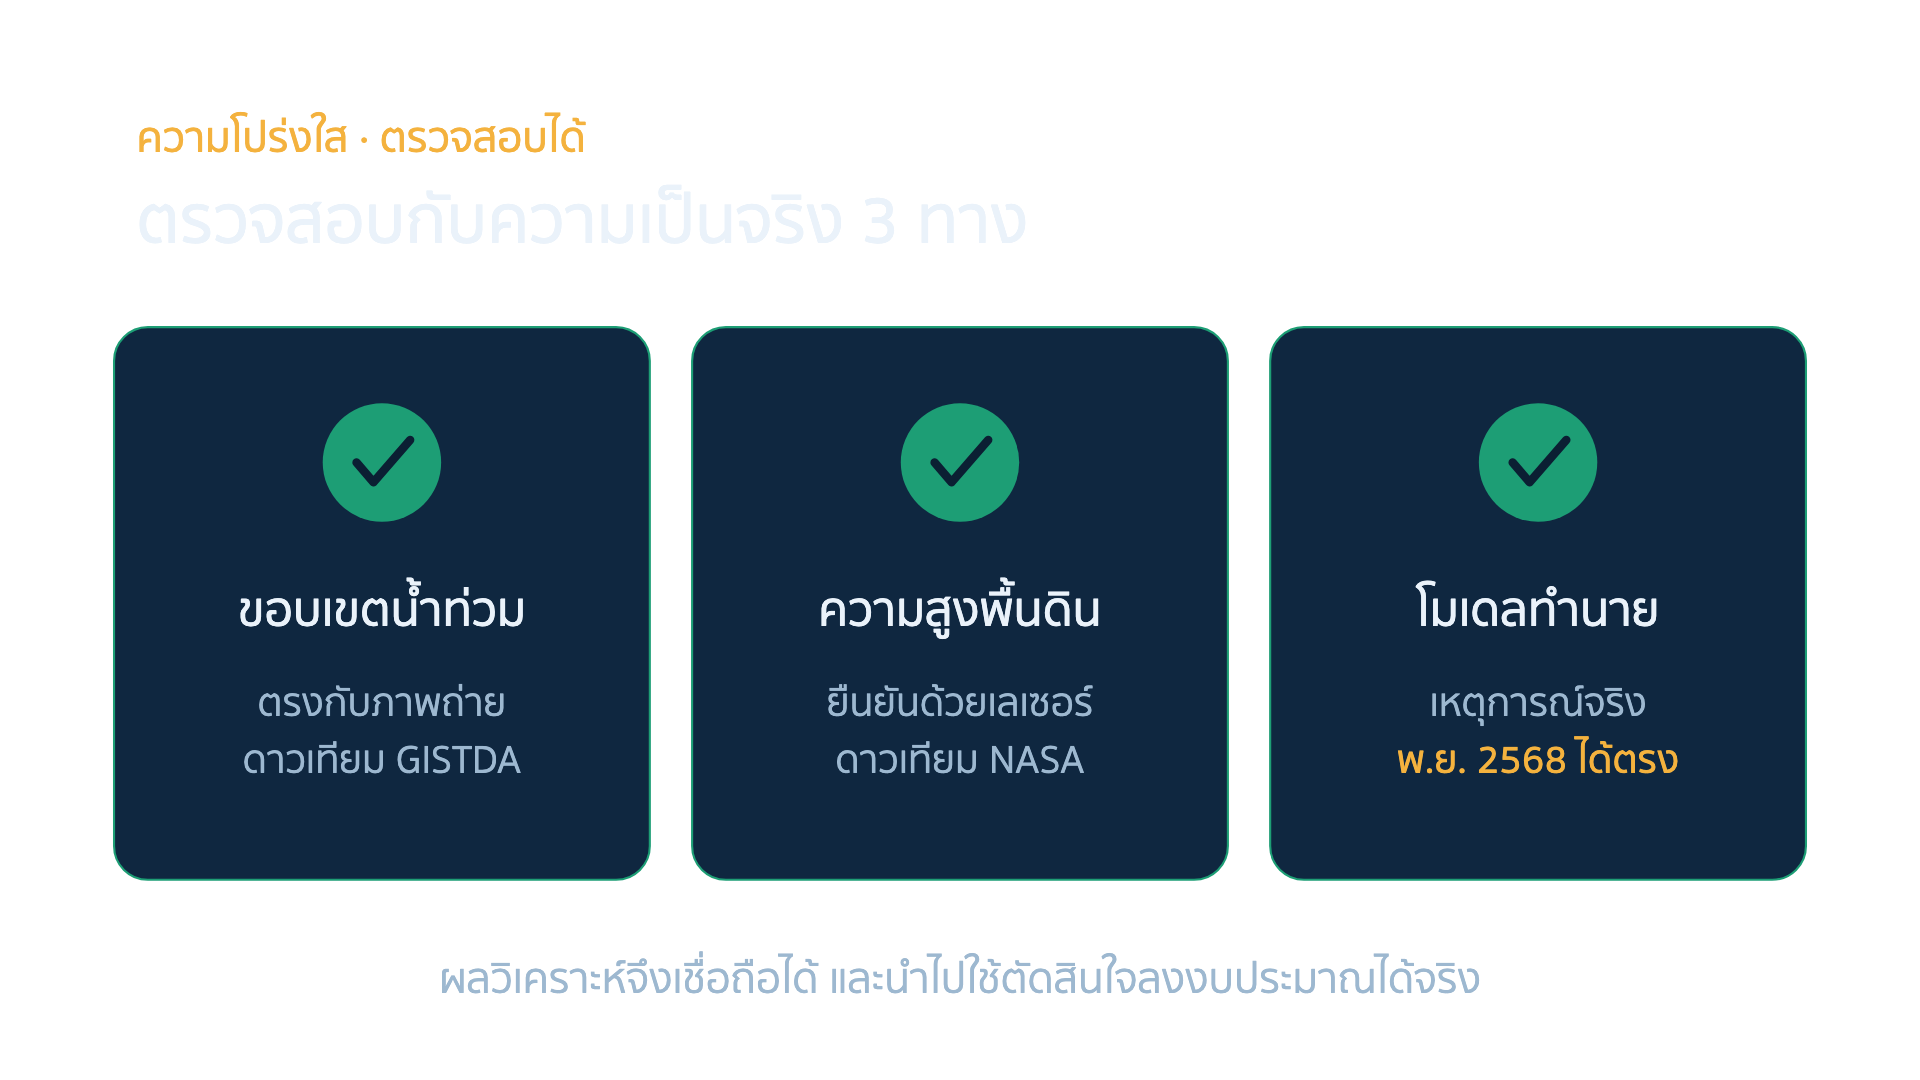 ความโปร่งใส · ตรวจสอบได้
ตรวจสอบกับความเป็นจริง 3 ทาง
ขอบเขตน้ำท่วม
ตรงกับภาพถ่าย
ดาวเทียม GISTDA
ความสูงพื้นดิน
ยืนยันด้วยเลเซอร์
ดาวเทียม NASA
โมเดลทำนาย
เหตุการณ์จริง
พ.ย. 2568 ได้ตรง
ผลวิเคราะห์จึงเชื่อถือได้ และนำไปใช้ตัดสินใจลงงบประมาณได้จริง